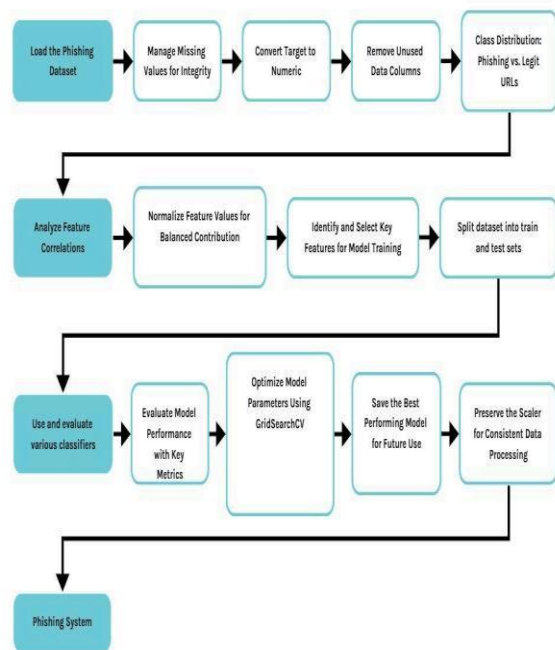 Load the Phishing
Dataset
Manage Missing
Values for Integrity
Convert Target to
Numeric
Remove Unused
Data Columns
Class Distribution:
Phishing vs. Legit
URLs
Analyze Feature
Correlations
Normalize Feature Values for
Balanced Contribution
Identify and Select Key
Features for Model Training
Split dataset into train
and test sets
Use and evaluate
various classifiers
Evaluate Model
Performance
with Key
Metrics
Optimize Model
Parameters Using
GridSearchCV
Save the Best
Performing Model
for Future Use
Preserve the Scaler
for Consistent Data
Processing
Phishing System